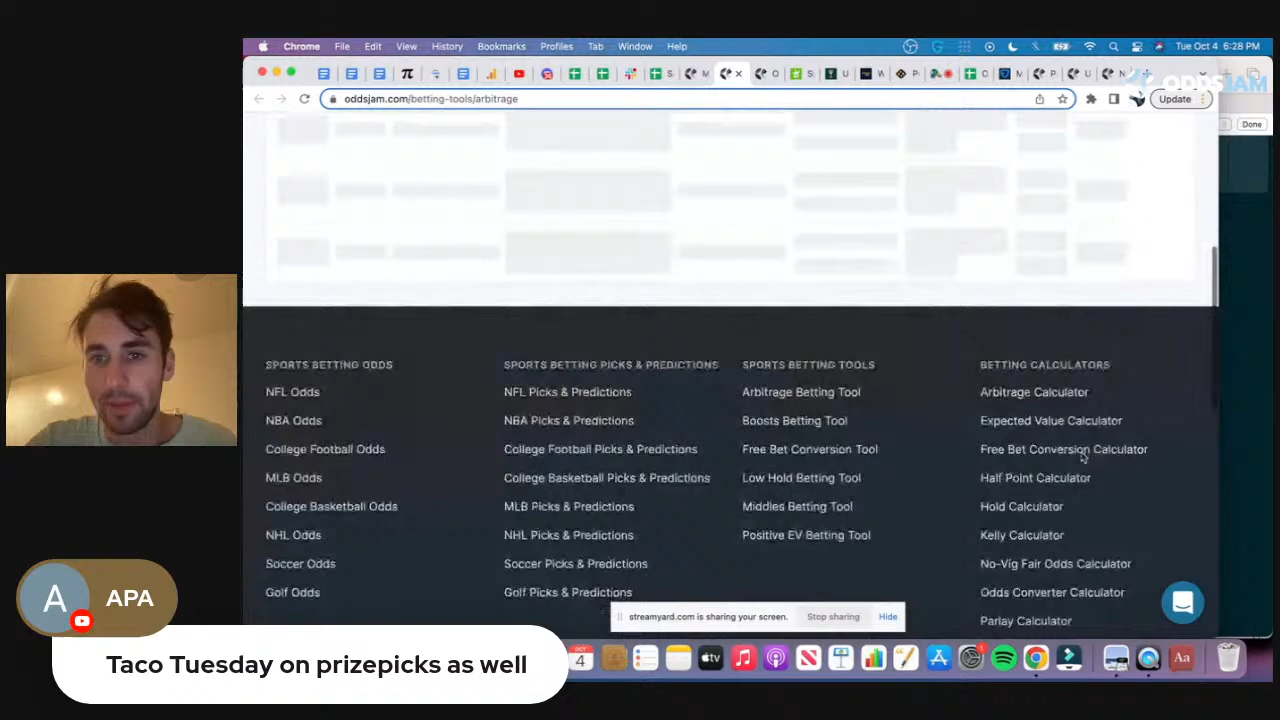 Chrome File Edit View History Bookmarks Profiles Tab Window Help Tue Oct 4 6:28 PM
ODDSJAM
oddsjam.com/betting-tools/arbitrage
Update
Done
SPORTS BETTING ODDS
NFL Odds
NBA Odds
College Football Odds
MLB Odds
College Basketball Odds
NHL Odds
Soccer Odds
Golf Odds
SPORTS BETTING PICKS & PREDICTIONS
NFL Picks & Predictions
NBA Picks & Predictions
College Football Picks & Predictions
College Basketball Picks & Predictions
MLB Picks & Predictions
NHL Picks & Predictions
Soccer Picks & Predictions
Golf Picks & Predictions
SPORTS BETTING TOOLS
Arbitrage Betting Tool
Boosts Betting Tool
Free Bet Conversion Tool
Low Hold Betting Tool
Middles Betting Tool
Positive EV Betting Tool
BETTING CALCULATORS
Arbitrage Calculator
Expected Value Calculator
Free Bet Conversion Calculator
Half Point Calculator
Hold Calculator
Kelly Calculator
No-Vig Fair Odds Calculator
Odds Converter Calculator
Parlay Calculator
streamyard.com is sharing your screen. Stop sharing Hide
A APA
Taco Tuesday on prizepicks as well
OCT
4
Aa